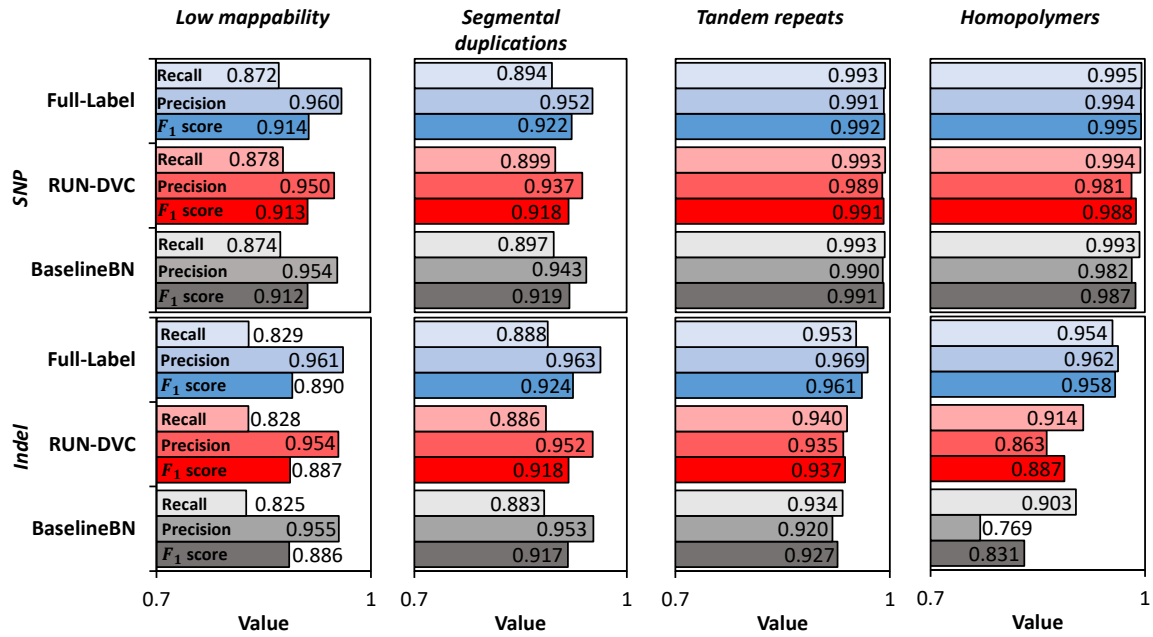 Low mappability
Segmental
duplications
Tandem repeats
Homopolymers
SNP
Full-Label
Recall 0.872 0.894 0.993 0.995
Precision 0.960 0.952 0.991 0.994
F₁ score 0.914 0.922 0.992 0.995
RUN-DVC
Recall 0.878 0.899 0.993 0.994
Precision 0.950 0.937 0.989 0.981
F₁ score 0.913 0.918 0.991 0.988
BaselineBN
Recall 0.874 0.897 0.993 0.993
Precision 0.954 0.943 0.990 0.982
F₁ score 0.912 0.919 0.991 0.987
Indel
Full-Label
Recall 0.829 0.888 0.953 0.954
Precision 0.961 0.963 0.969 0.962
F₁ score 0.890 0.924 0.961 0.958
RUN-DVC
Recall 0.828 0.886 0.940 0.914
Precision 0.954 0.952 0.935 0.863
F₁ score 0.887 0.918 0.937 0.887
BaselineBN
Recall 0.825 0.883 0.934 0.903
Precision 0.955 0.953 0.920 0.769
F₁ score 0.886 0.917 0.927 0.831
0.7 1 0.7 1 0.7 1 0.7 1
Value Value Value Value